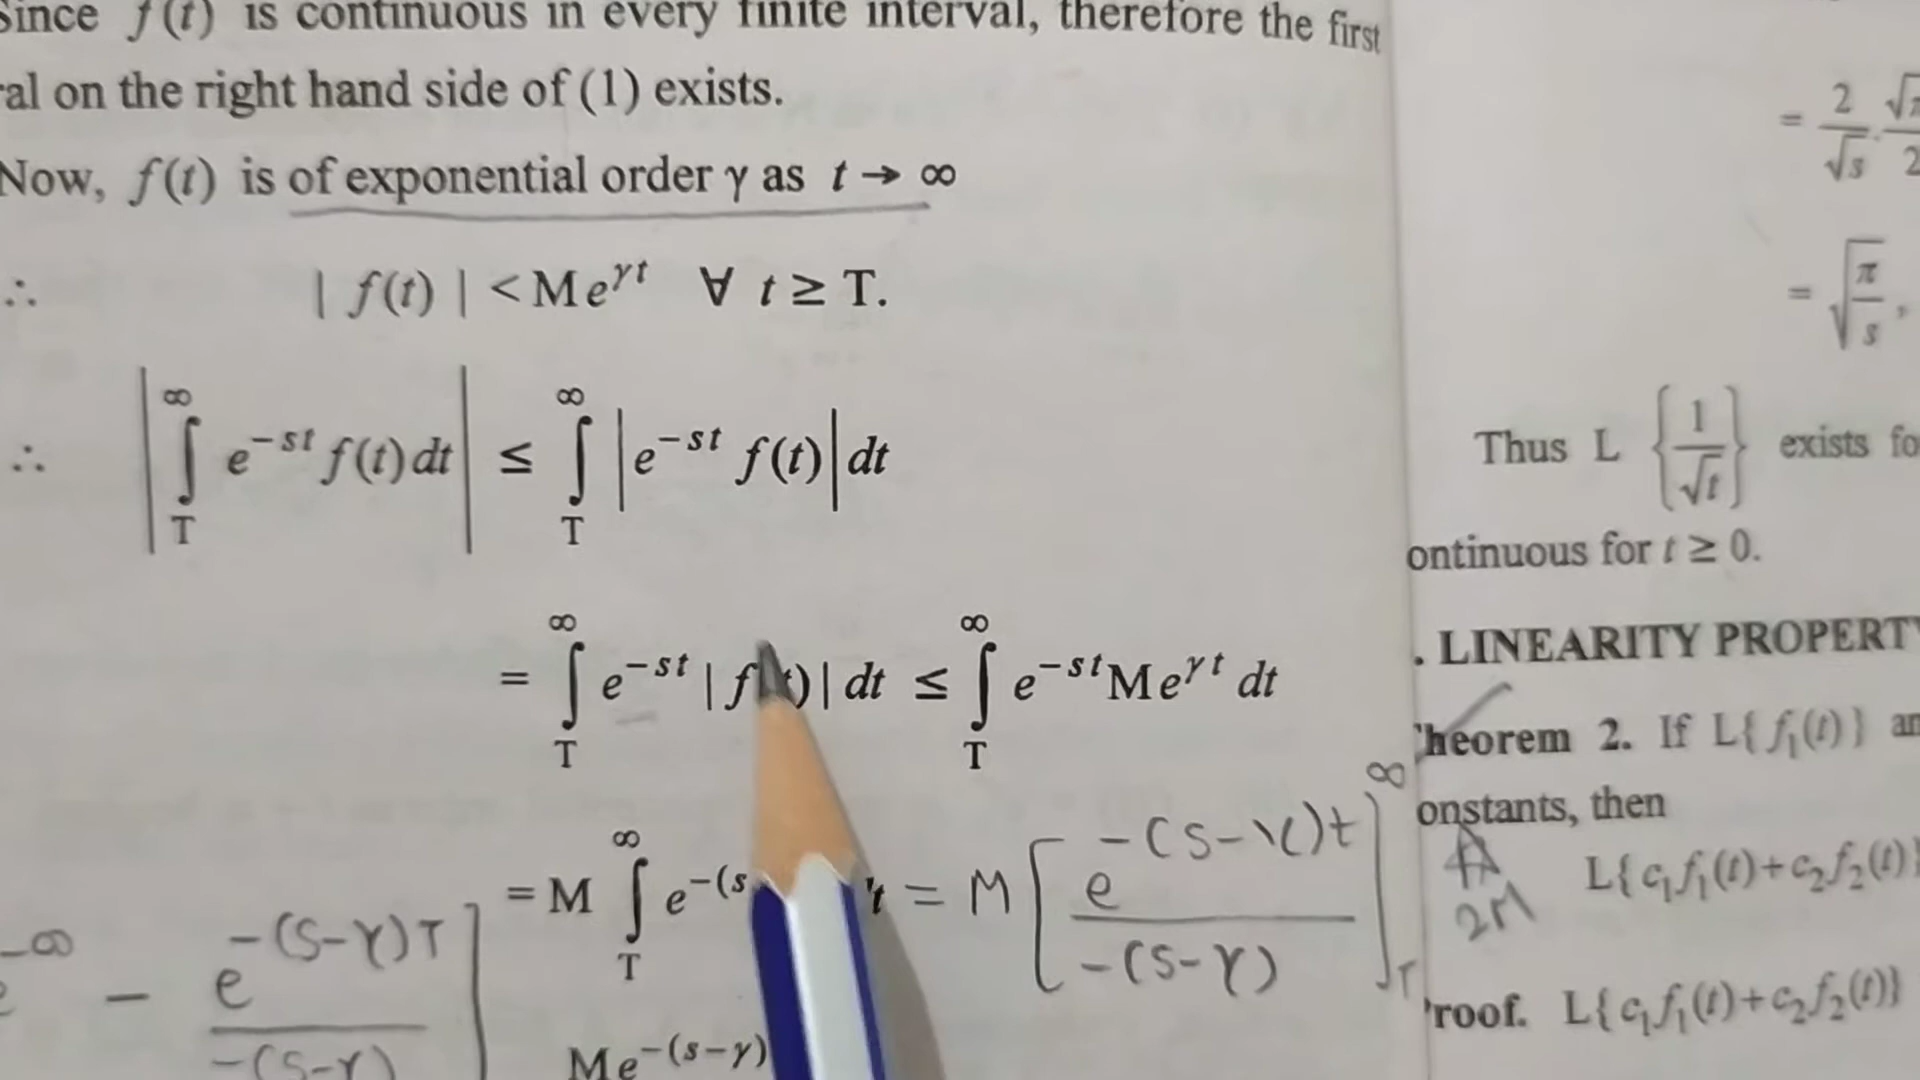 Since f(t) is continuous in every finite interval, therefore the first
al on the right hand side of (1) exists.
Now, f(t) is of exponential order γ as t → ∞
∴ | f(t) | < Me^{γt} ∀ t ≥ T.
∴ |∫_T^∞ e^{-st} f(t) dt| ≤ ∫_T^∞ |e^{-st} f(t)| dt
= ∫_T^∞ e^{-st} | f(t)| dt ≤ ∫_T^∞ e^{-st} Me^{γt} dt
= M ∫_T^∞ e^{-(s t = M [e^{-(s-γ)t} / -(s-γ)]_T^∞
^{-∞} - e^{-(s-γ)T} / -(s-γ) ]
Me^{-(s-γ)
= 2/√s .
= √(π/s) ,
Thus L {1/√t} exists fo
ontinuous for t ≥ 0.
. LINEARITY PROPERTY
heorem 2. If L{ f₁(t)} an
onstants, then
2M
L{ c₁f₁(t)+c₂f₂(t)}
roof. L{ c₁f₁(t)+c₂f₂(t)}